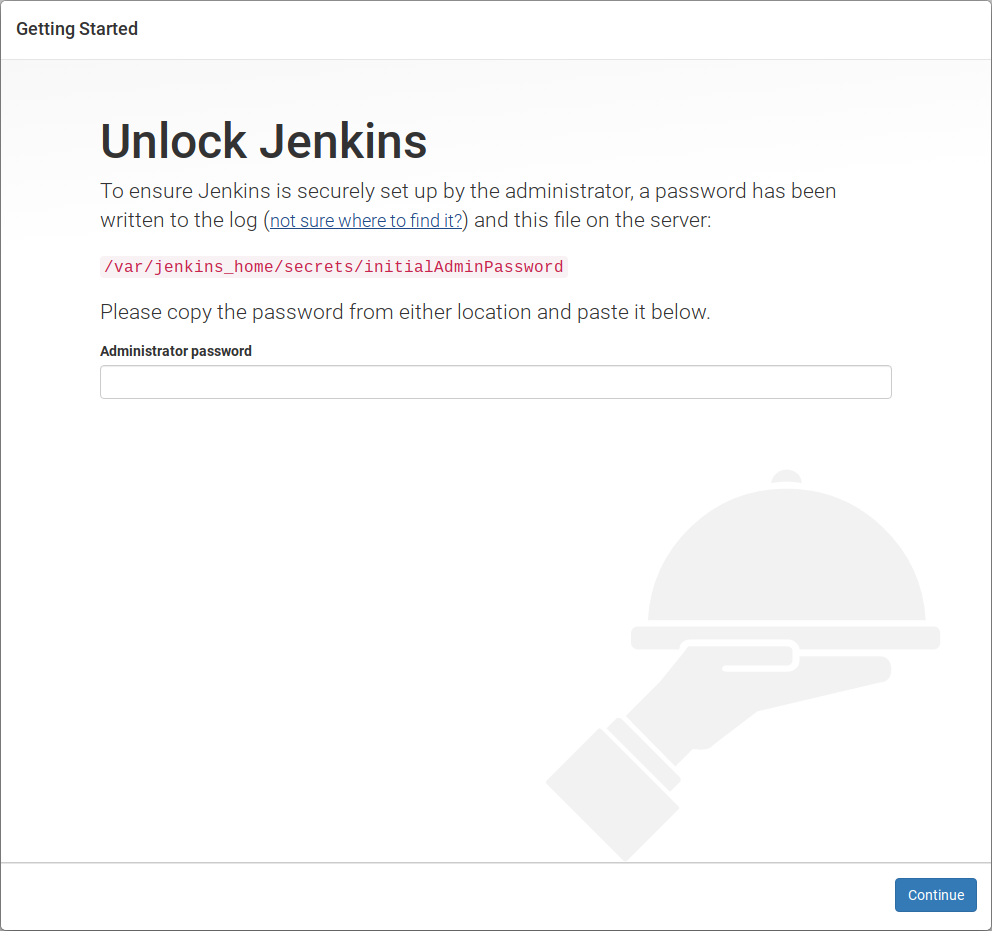 Getting Started
Unlock Jenkins
To ensure Jenkins is securely set up by the administrator, a password has been
written to the log (not sure where to find it?) and this file on the server:
/var/jenkins_home/secrets/initialAdminPassword
Please copy the password from either location and paste it below.
Administrator password
Continue